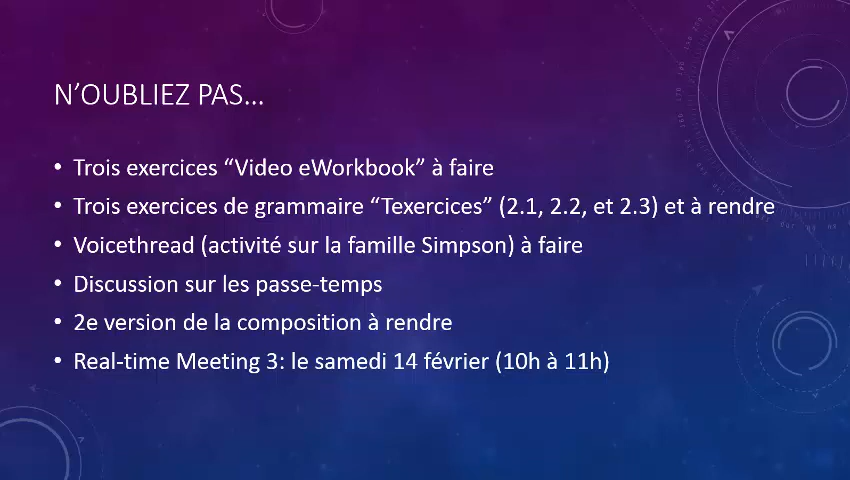 N'OUBLIEZ PAS…
• Trois exercices “Video eWorkbook” à faire
• Trois exercices de grammaire “Texercices” (2.1, 2.2, et 2.3) et à rendre
• Voicethread (activité sur la famille Simpson) à faire
• Discussion sur les passe-temps
• 2e version de la composition à rendre
• Real-time Meeting 3: le samedi 14 février (10h à 11h)